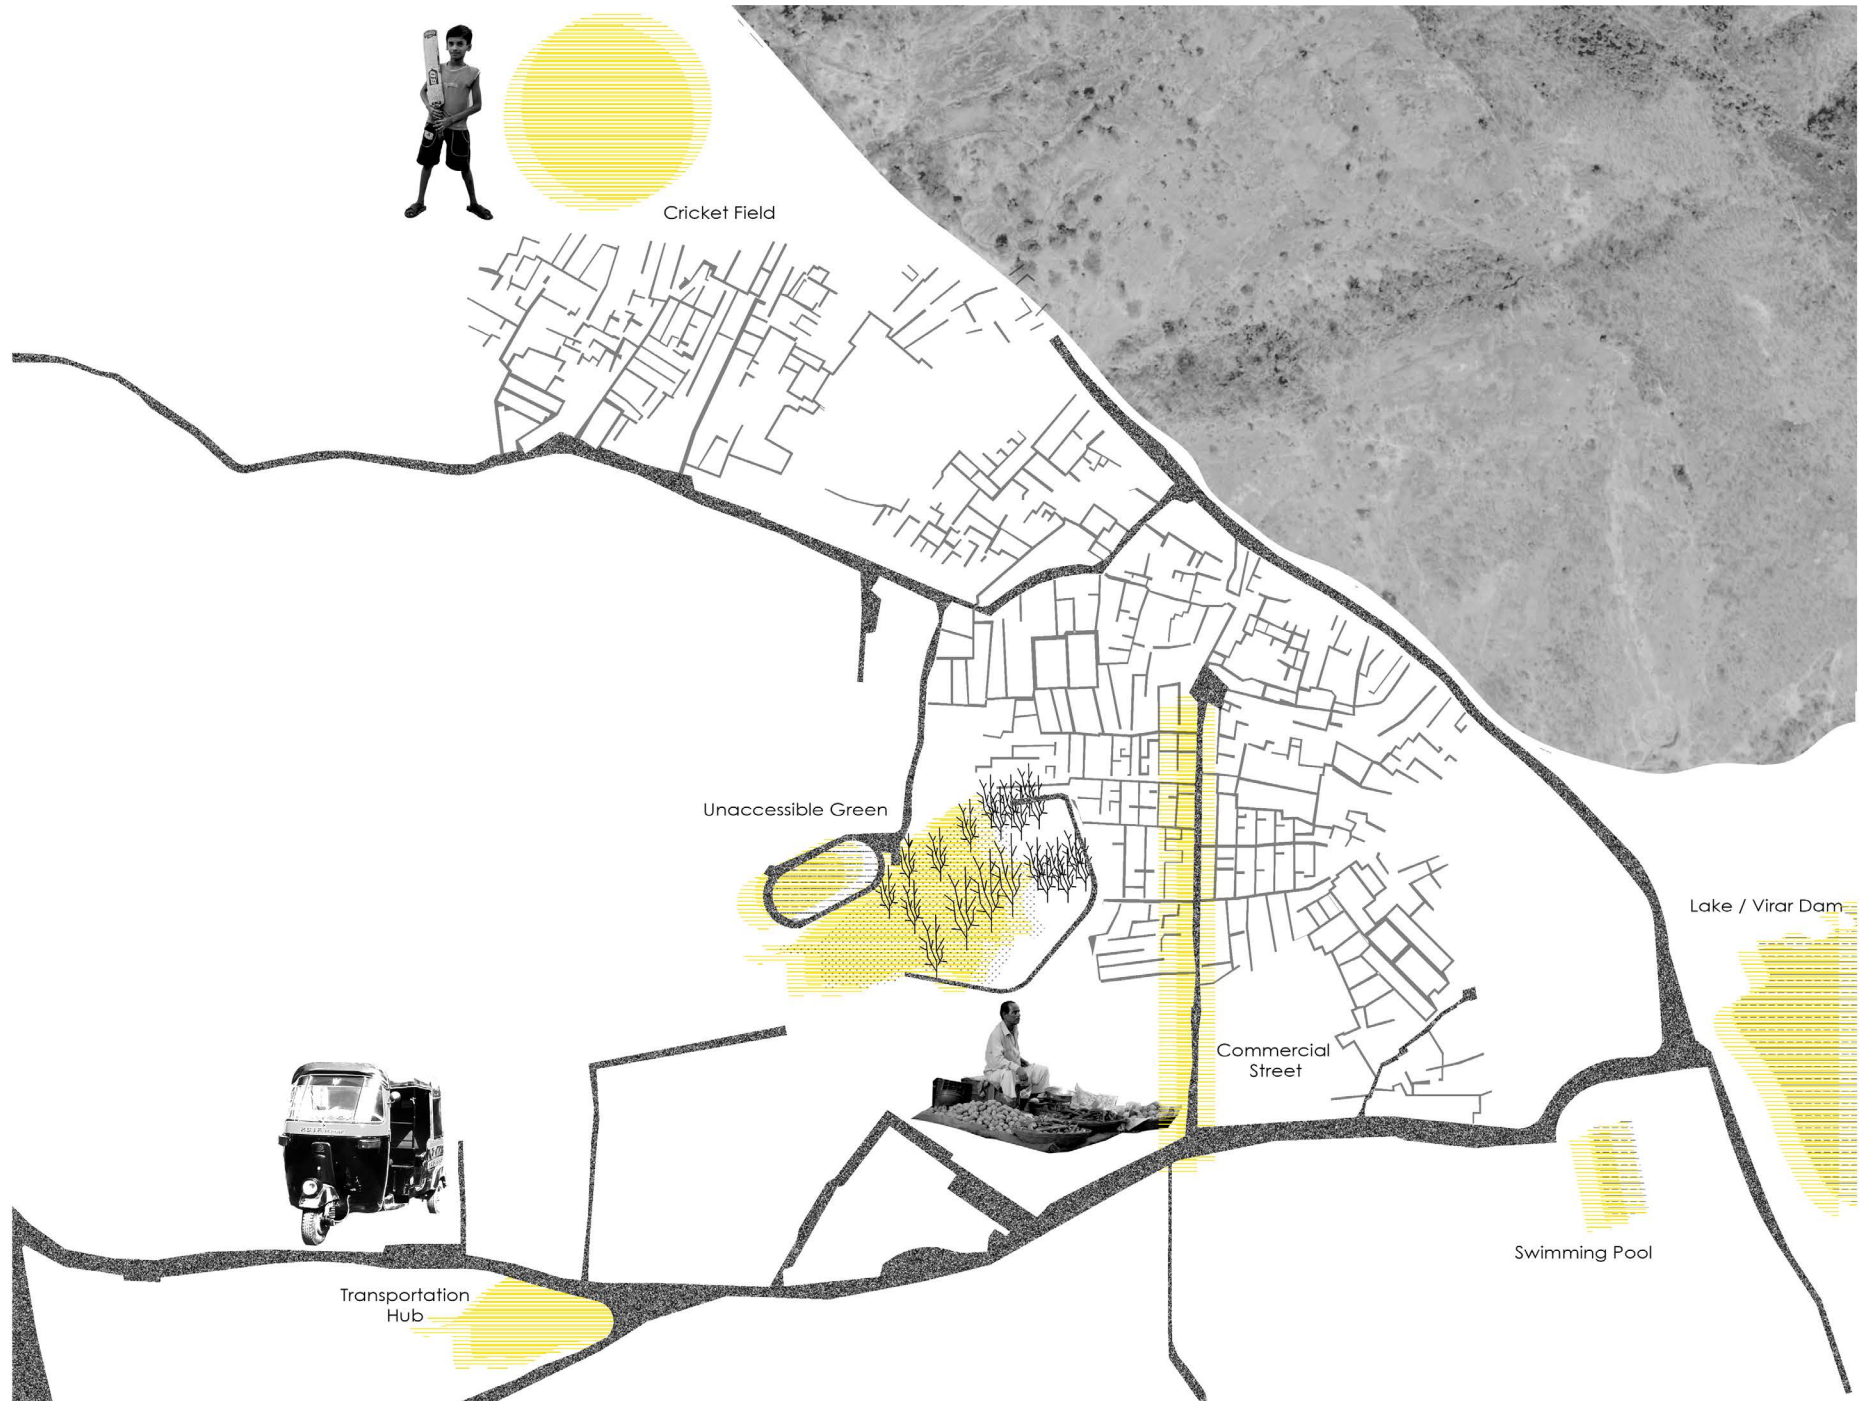 Cricket Field
Unaccessible Green
Lake / Virar Dam
Commercial
Street
Swimming Pool
Transportation
Hub